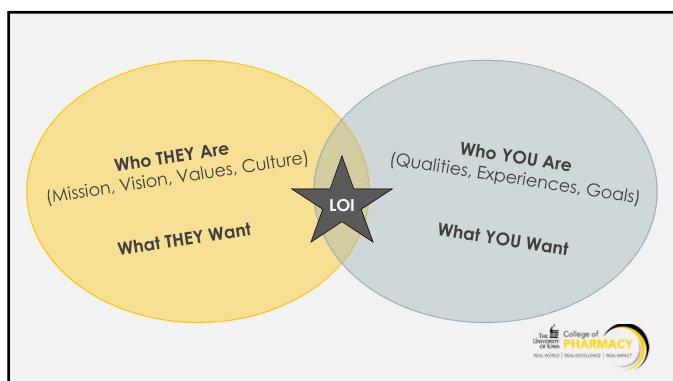 Who THEY Are
(Mission, Vision, Values, Culture)
What THEY Want
LOI
Who YOU Are
(Qualities, Experiences, Goals)
What YOU Want
THE
UNIVERSITY
OF IOWA
College of
PHARMACY
REAL WORLD | REAL EXCELLENCE | REAL IMPACT